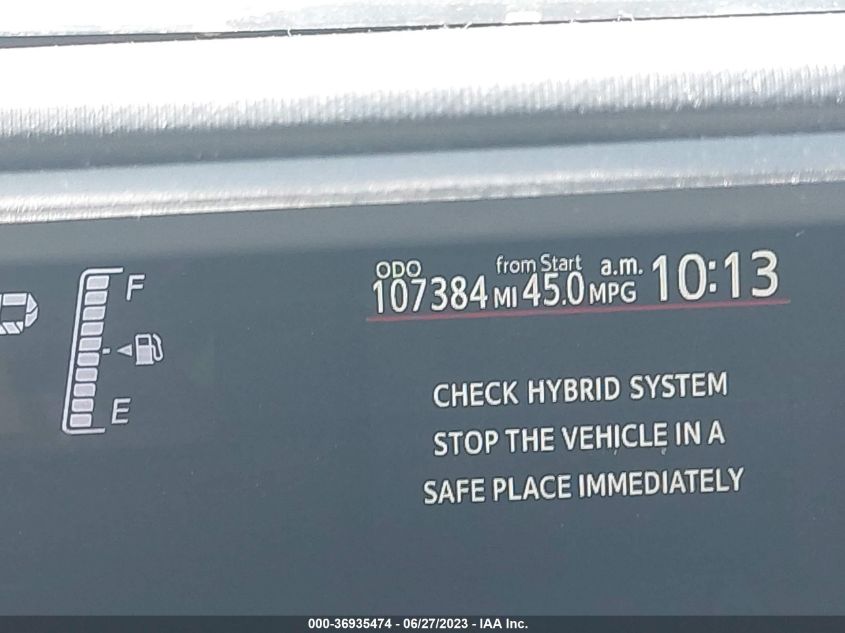 F
E
ODO from Start a.m. 10:13
107384 MI 45.0 MPG
CHECK HYBRID SYSTEM
STOP THE VEHICLE IN A
SAFE PLACE IMMEDIATELY
000-36935474 - 06/27/2023 - IAA Inc.